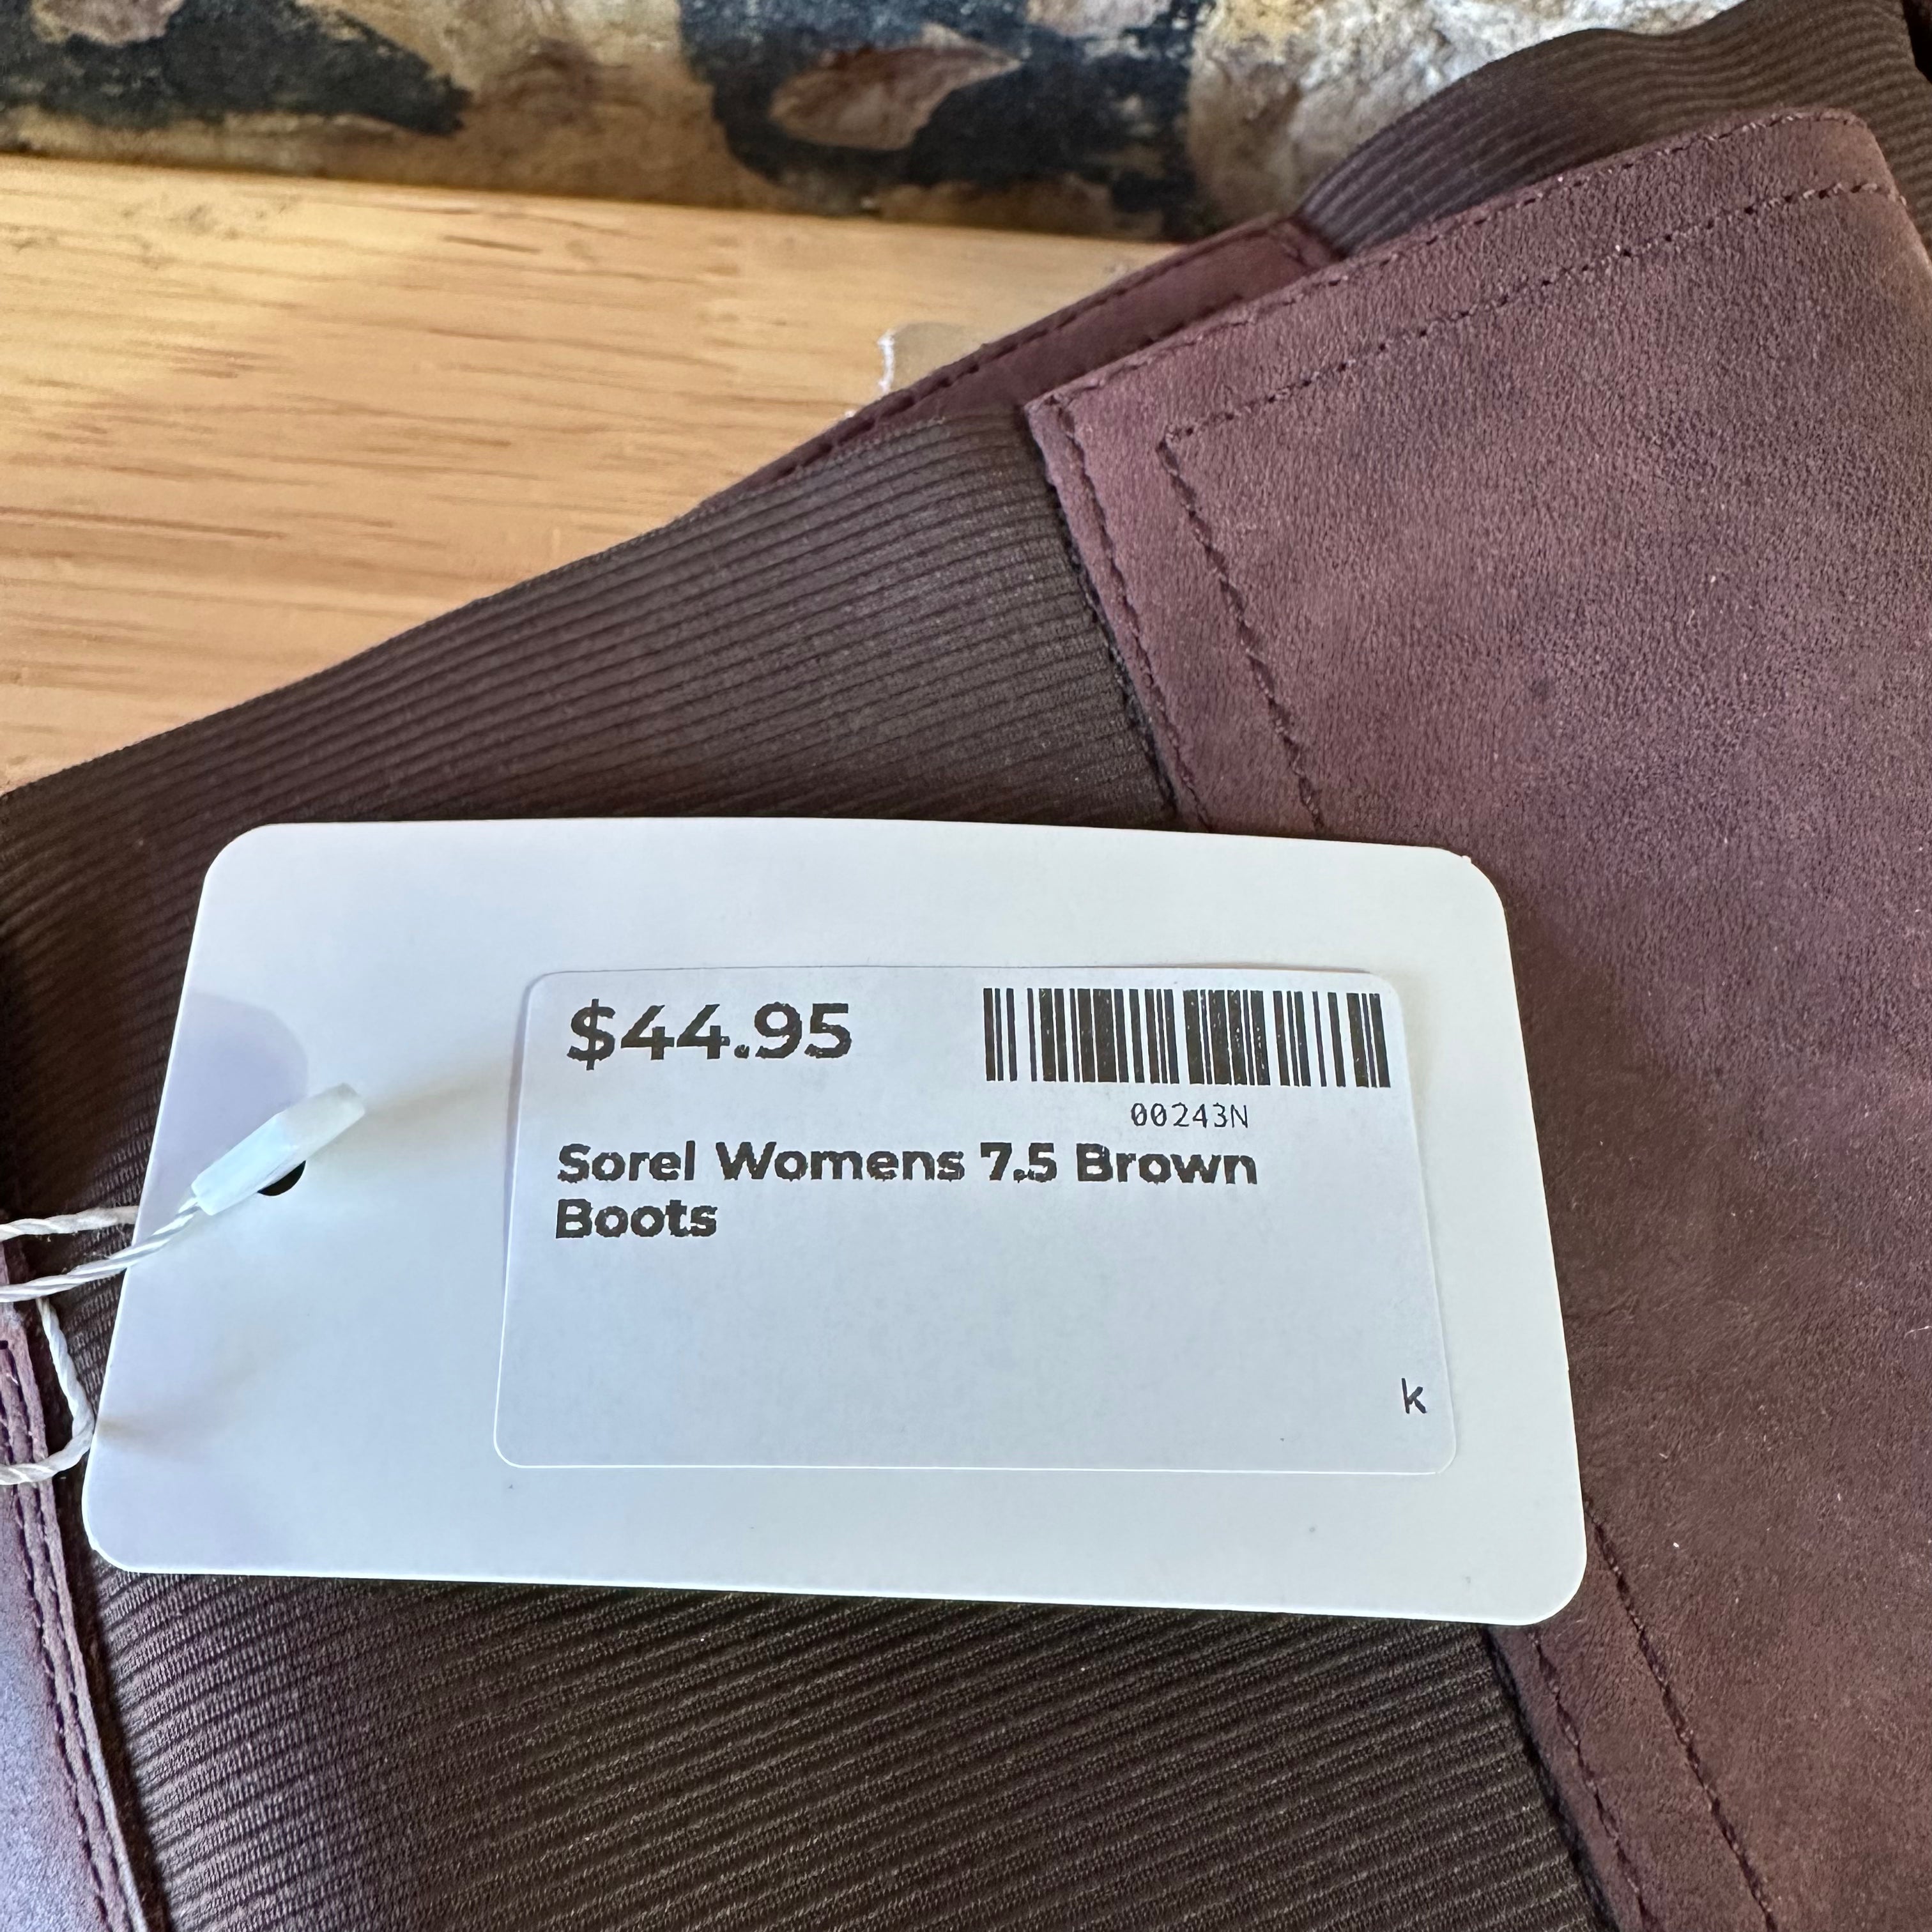 $44.95
00243N
Sorel Womens 7.5 Brown
Boots
k